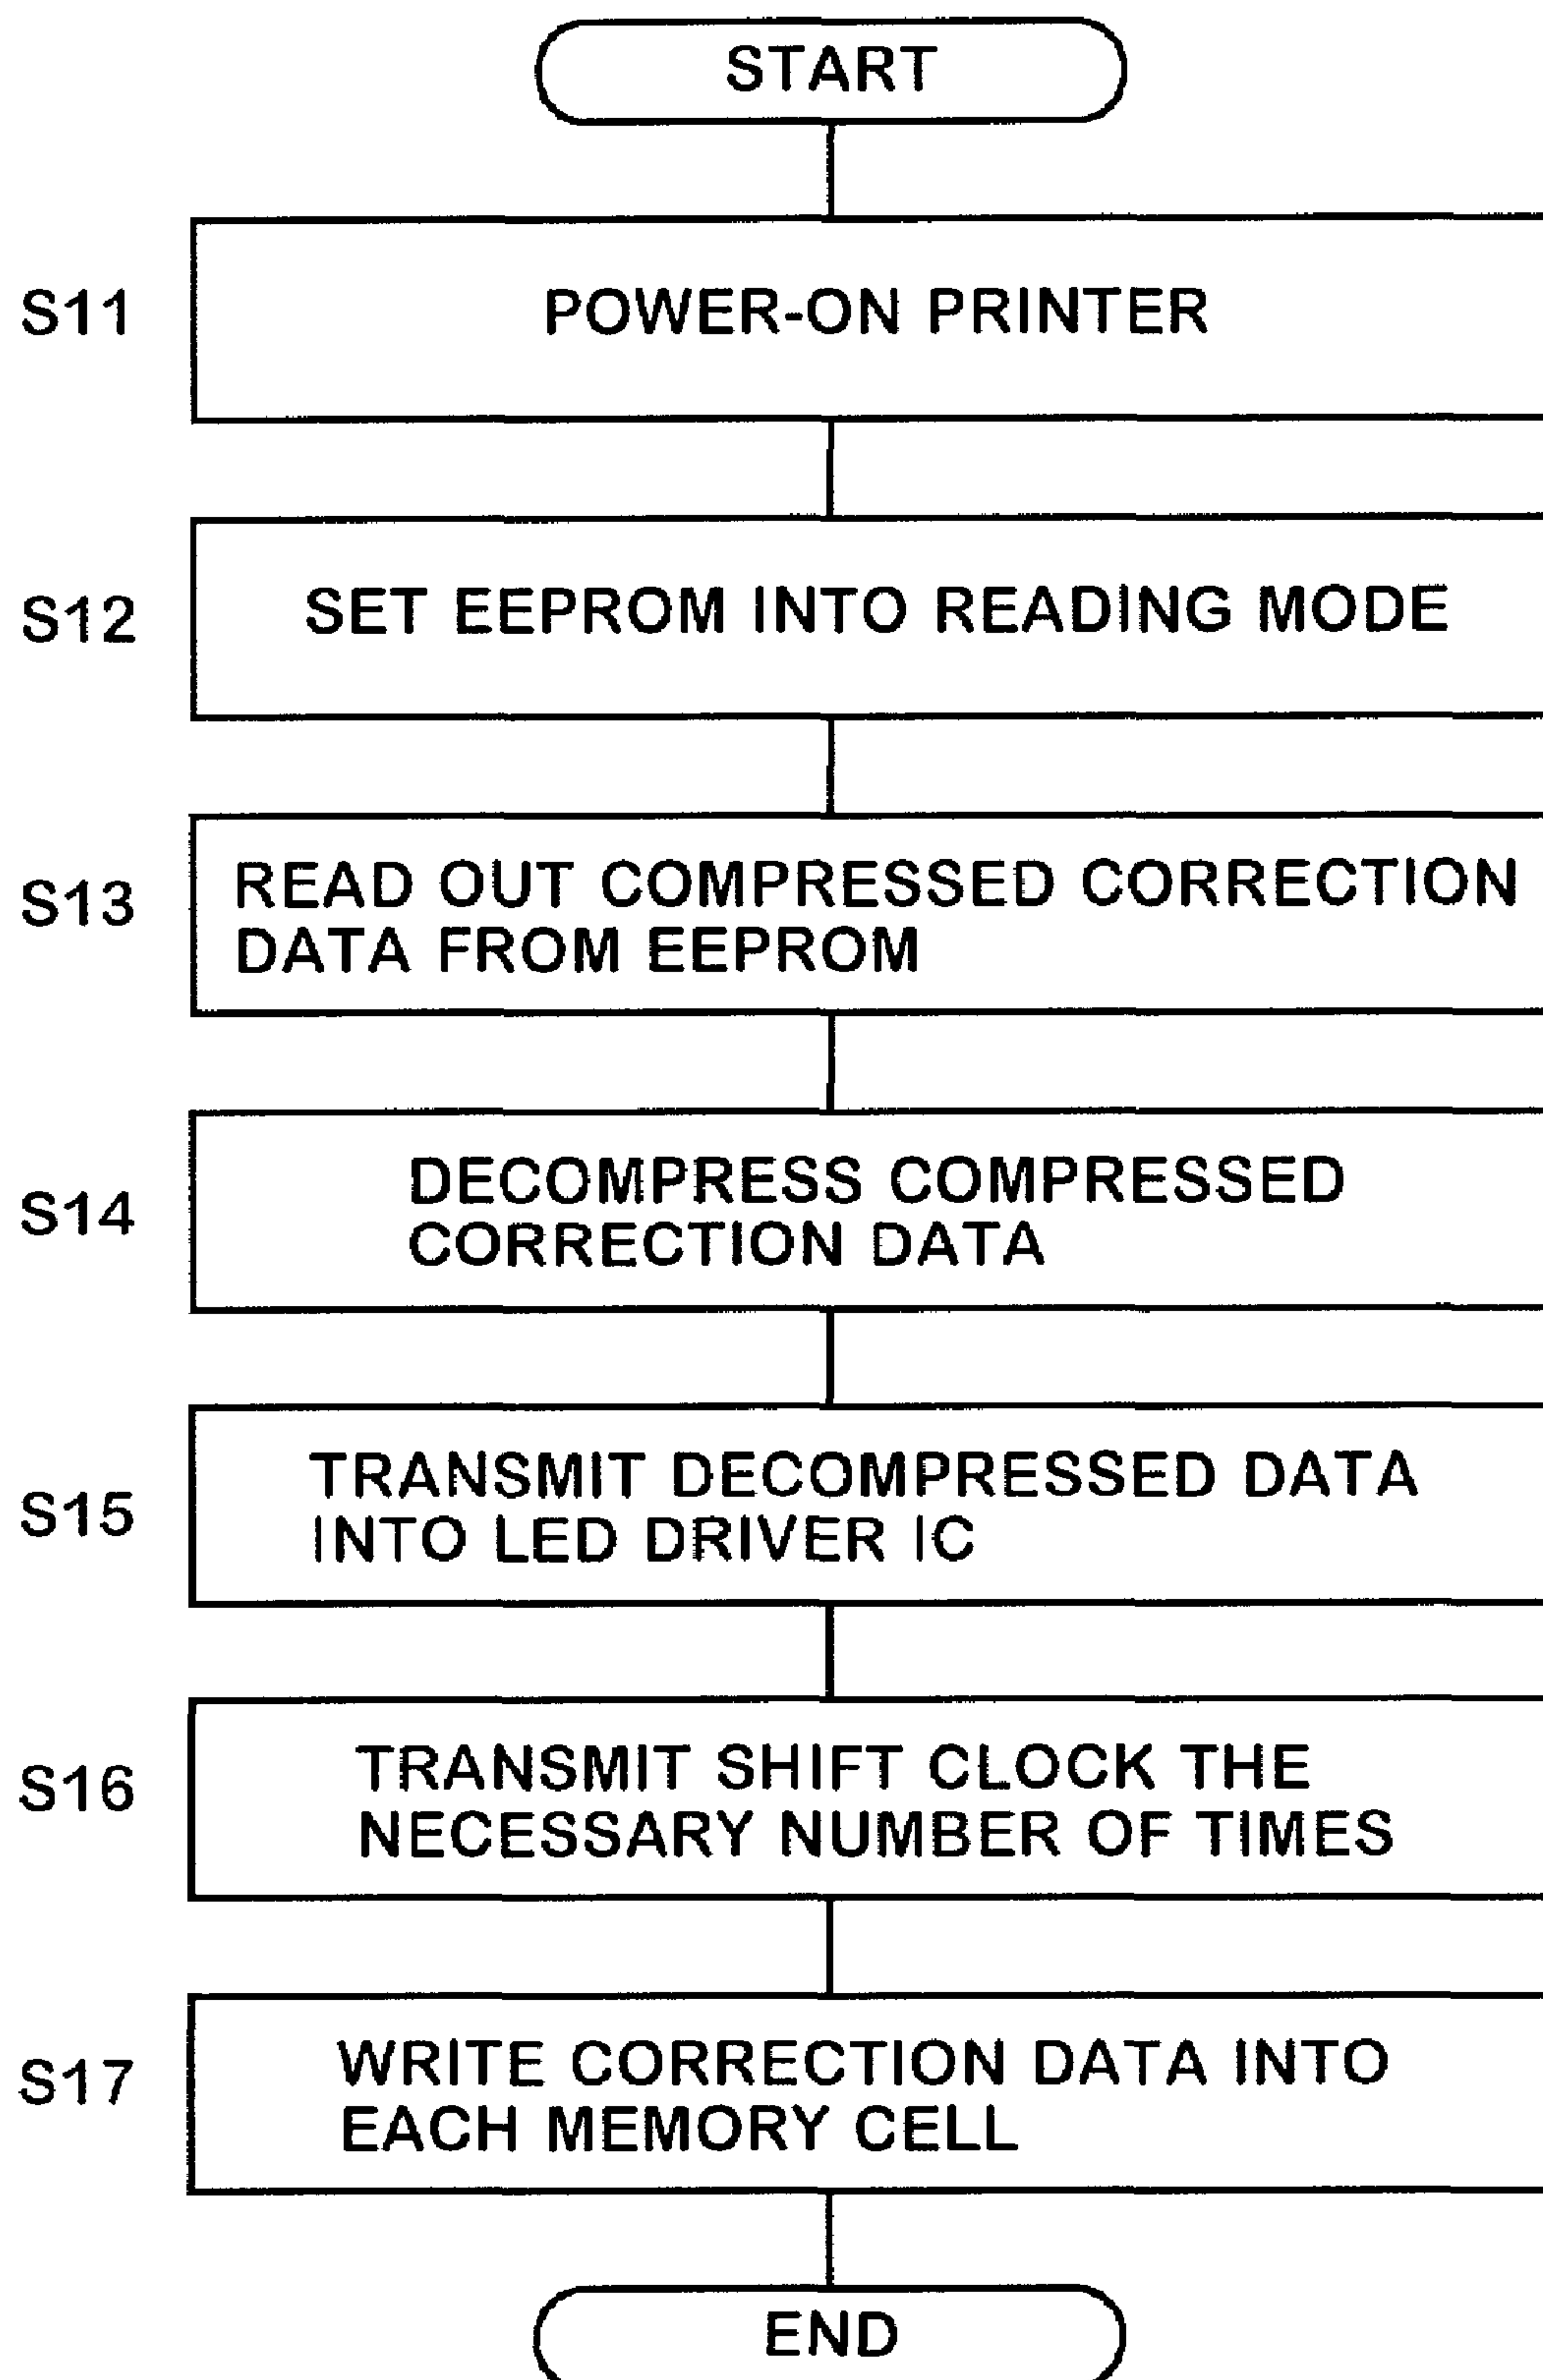 START
S11
POWER-ON PRINTER
S12
SET EEPROM INTO READING MODE
S13
READ OUT COMPRESSED CORRECTION
DATA FROM EEPROM
S14
DECOMPRESS COMPRESSED
CORRECTION DATA
S15
TRANSMIT DECOMPRESSED DATA
INTO LED DRIVER IC
S16
TRANSMIT SHIFT CLOCK THE
NECESSARY NUMBER OF TIMES
S17
WRITE CORRECTION DATA INTO
EACH MEMORY CELL
END